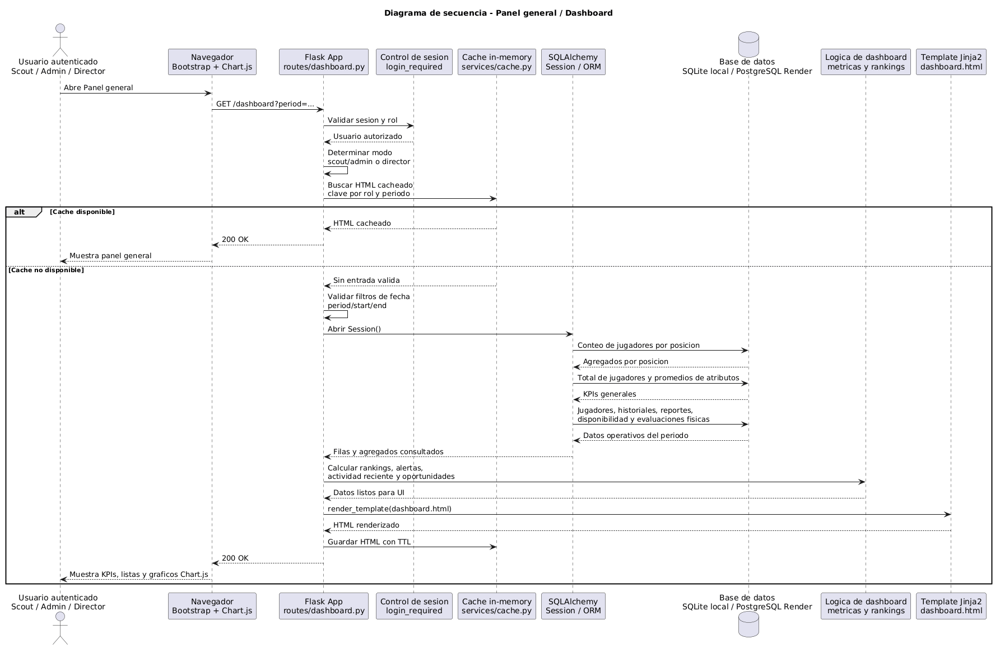 Diagrama de secuencia - Panel general / Dashboard
Usuario autenticado
Scout / Admin / Director
Navegador
Bootstrap + Chart.js
Flask App
routes/dashboard.py
Control de sesion
login_required
Cache in-memory
services/cache.py
SQLAlchemy
Session / ORM
Base de datos
SQLite local / PostgreSQL Render
Logica de dashboard
metricas y rankings
Template Jinja2
dashboard.html
Abre Panel general
GET /dashboard?period=...
Validar sesion y rol
Usuario autorizado
Determinar modo
scout/admin o director
Buscar HTML cacheado
clave por rol y periodo
alt
[Cache disponible]
HTML cacheado
200 OK
Muestra panel general
[Cache no disponible]
Sin entrada valida
Validar filtros de fecha
period/start/end
Abrir Session()
Conteo de jugadores por posicion
Agregados por posicion
Total de jugadores y promedios de atributos
KPIs generales
Jugadores, historiales, reportes,
disponibilidad y evaluaciones fisicas
Datos operativos del periodo
Filas y agregados consultados
Calcular rankings, alertas,
actividad reciente y oportunidades
Datos listos para UI
render_template(dashboard.html)
HTML renderizado
Guardar HTML con TTL
200 OK
Muestra KPIs, listas y graficos Chart.js
Usuario autenticado
Scout / Admin / Director
Navegador
Bootstrap + Chart.js
Flask App
routes/dashboard.py
Control de sesion
login_required
Cache in-memory
services/cache.py
SQLAlchemy
Session / ORM
Base de datos
SQLite local / PostgreSQL Render
Logica de dashboard
metricas y rankings
Template Jinja2
dashboard.html